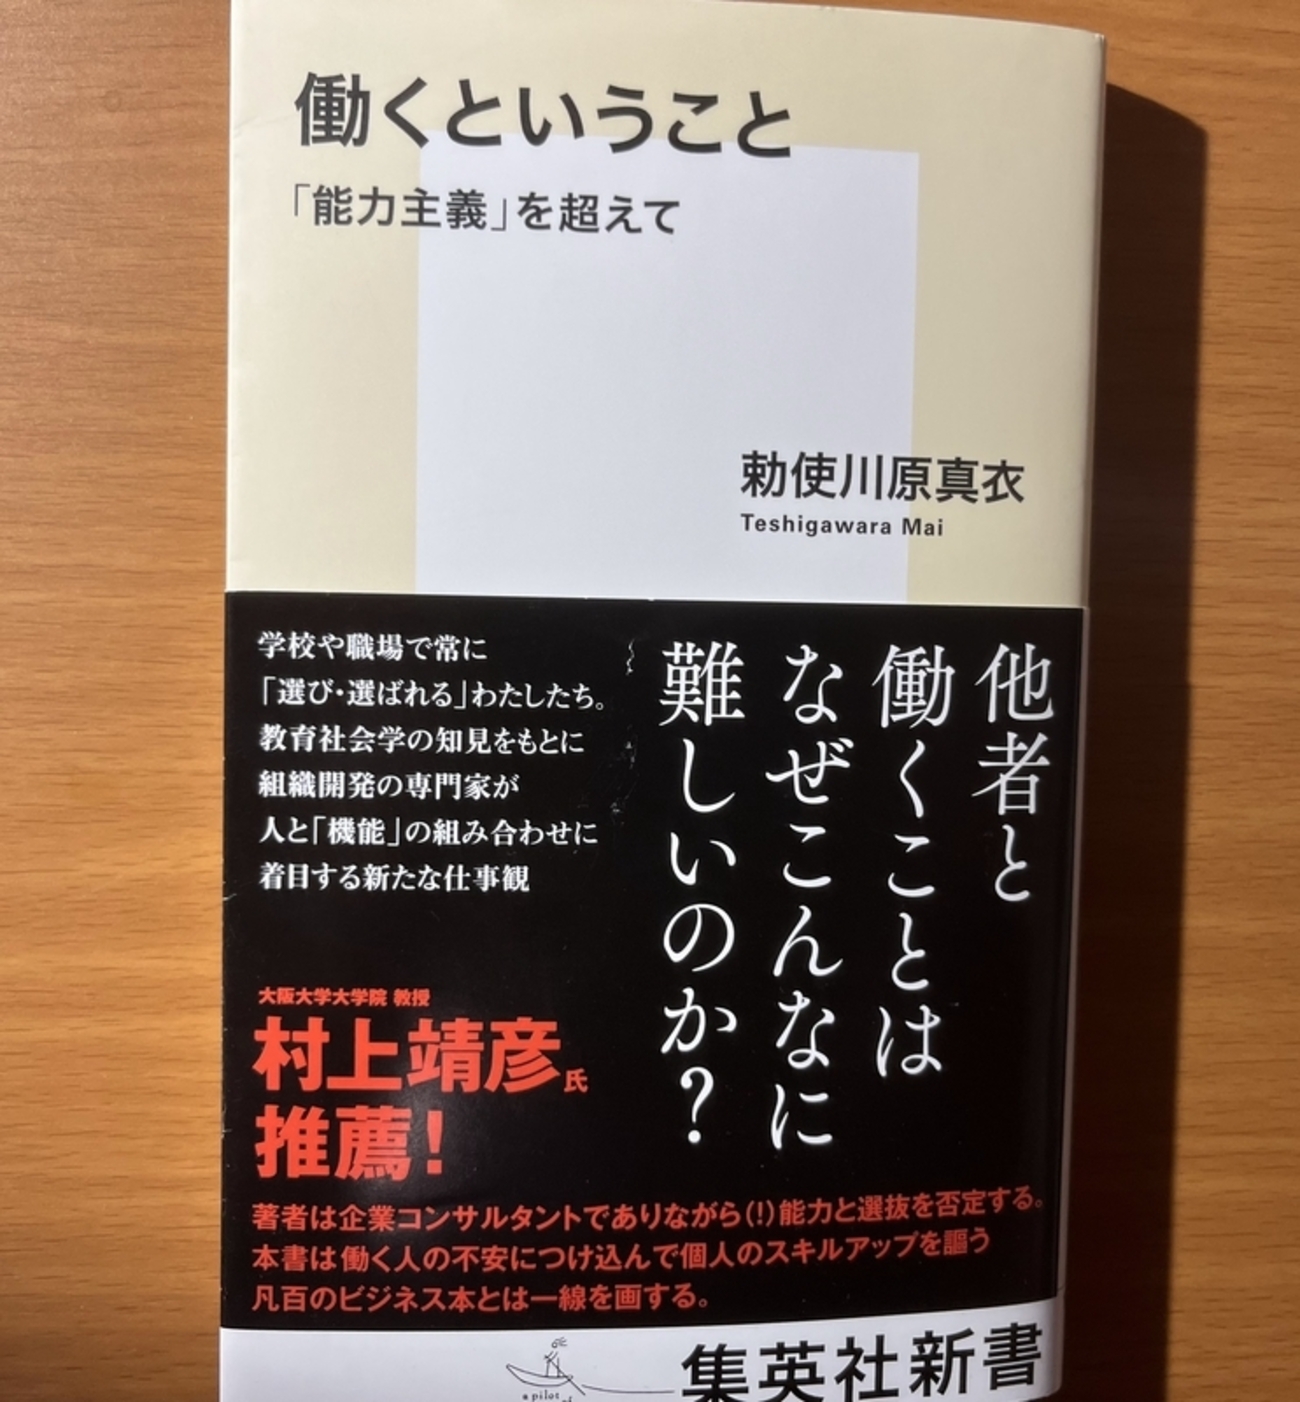 働くということ
「能力主義」を超えて
勅使川原真衣
Teshigawara Mai
他者と
働くことは
なぜこんなに
難しいのか？
学校や職場で常に
「選び・選ばれる」わたしたち。
教育社会学の知見をもとに
組織開発の専門家が
人と「機能」の組み合わせに
着目する新たな仕事観
大阪大学大学院 教授
村上靖彦氏
推薦！
著者は企業コンサルタントでありながら(！)能力と選抜を否定する。
本書は働く人の不安につけ込んで個人のスキルアップを謳う
凡百のビジネス本とは一線を画する。
a pilot of
集英社新書